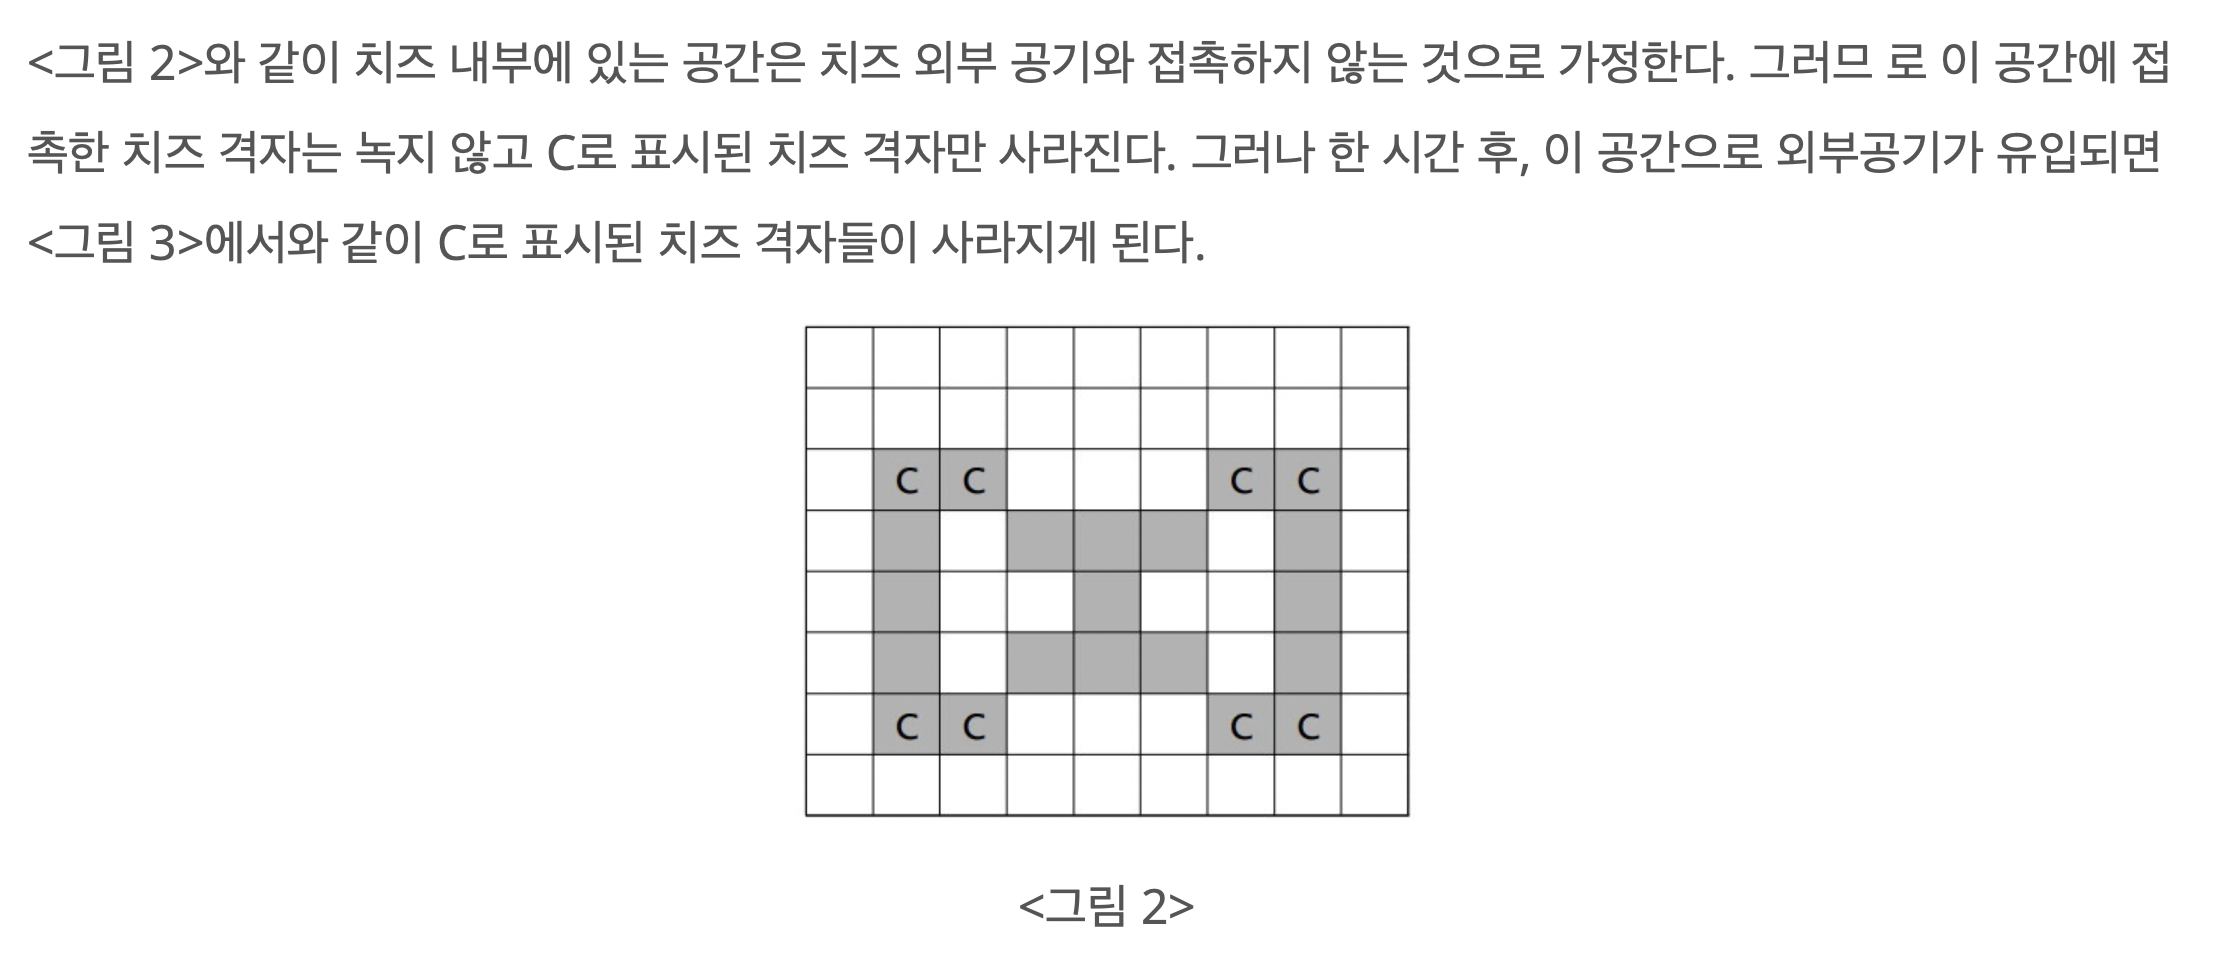 <그림 2>와 같이 치즈 내부에 있는 공간은 치즈 외부 공기와 접촉하지 않는 것으로 가정한다. 그러므 로 이 공간에 접
촉한 치즈 격자는 녹지 않고 C로 표시된 치즈 격자만 사라진다. 그러나 한 시간 후, 이 공간으로 외부공기가 유입되면
<그림 3>에서와 같이 C로 표시된 치즈 격자들이 사라지게 된다.
C C C C
C C C C
<그림 2>